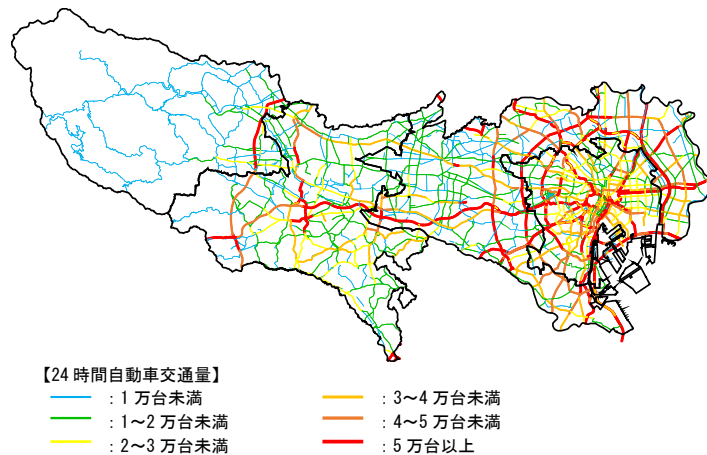 【24 時間自動車交通量】
：1 万台未満
：1～2 万台未満
：2～3 万台未満
：3～4 万台未満
：4～5 万台未満
：5 万台以上